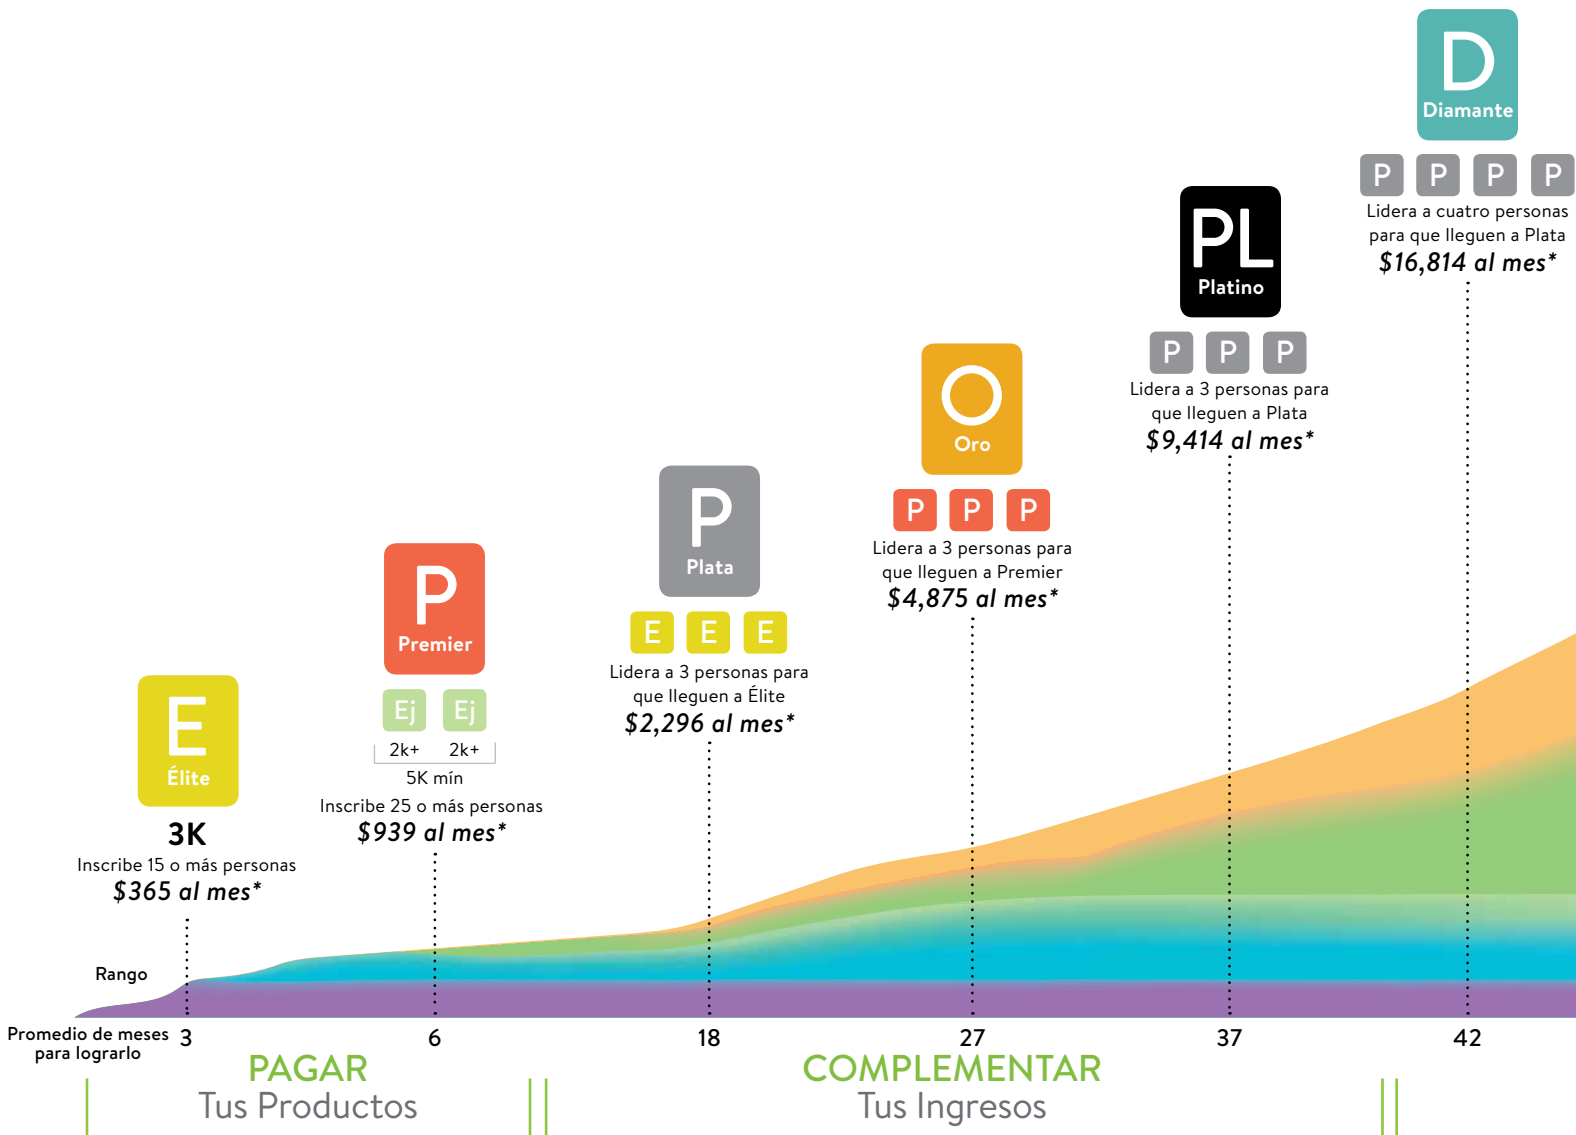 E
Élite
3K
Inscribe 15 o más personas
$365 al mes*
P
Premier
Ej Ej
2k+ 2k+
5K mín
Inscribe 25 o más personas
$939 al mes*
P
Plata
E E E
Lidera a 3 personas para
que lleguen a Élite
$2,296 al mes*
O
Oro
P P P
Lidera a 3 personas para
que lleguen a Premier
$4,875 al mes*
PL
Platino
P P P
Lidera a 3 personas para
que lleguen a Plata
$9,414 al mes*
D
Diamante
P P P P
Lidera a cuatro personas
para que lleguen a Plata
$16,814 al mes*
Rango
Promedio de meses
para lograrlo
3 6 18 27 37 42
PAGAR
Tus Productos
COMPLEMENTAR
Tus Ingresos